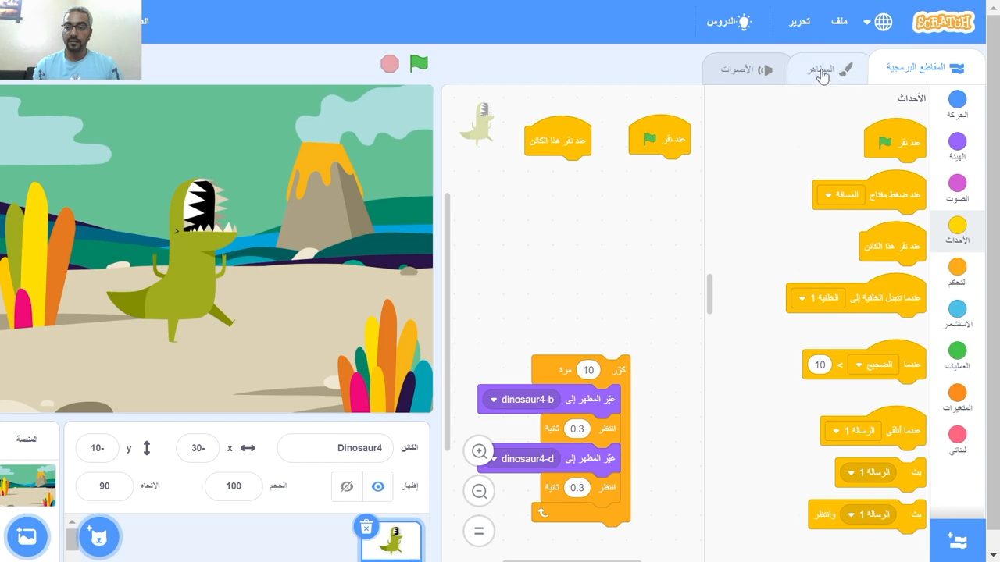 SCRATCH
ملف
تحرير
الدروس
المقاطع البرمجية
المظاهر
الأصوات
الحركة
الهيئة
الصوت
الأحداث
التحكم
الاستشعار
العمليات
المتغيرات
لبناتي
الأحداث
عند نقر
عند ضغط مفتاح المسافة
عند نقر هذا الكائن
عندما تتبدل الخلفية إلى الخلفية 1
عندما الضجيج > 10
عندما أتلقى الرسالة 1
بث الرسالة 1
بث الرسالة 1 وانتظر
عند نقر
عند نقر هذا الكائن
كرّر 10 مرة
غيّر المظهر إلى dinosaur4-b
انتظر 0.3 ثانية
غيّر المظهر إلى dinosaur4-d
انتظر 0.3 ثانية
الكائن Dinosaur4 x 30- y 10-
إظهار الحجم 100 الاتجاه 90
المنصة